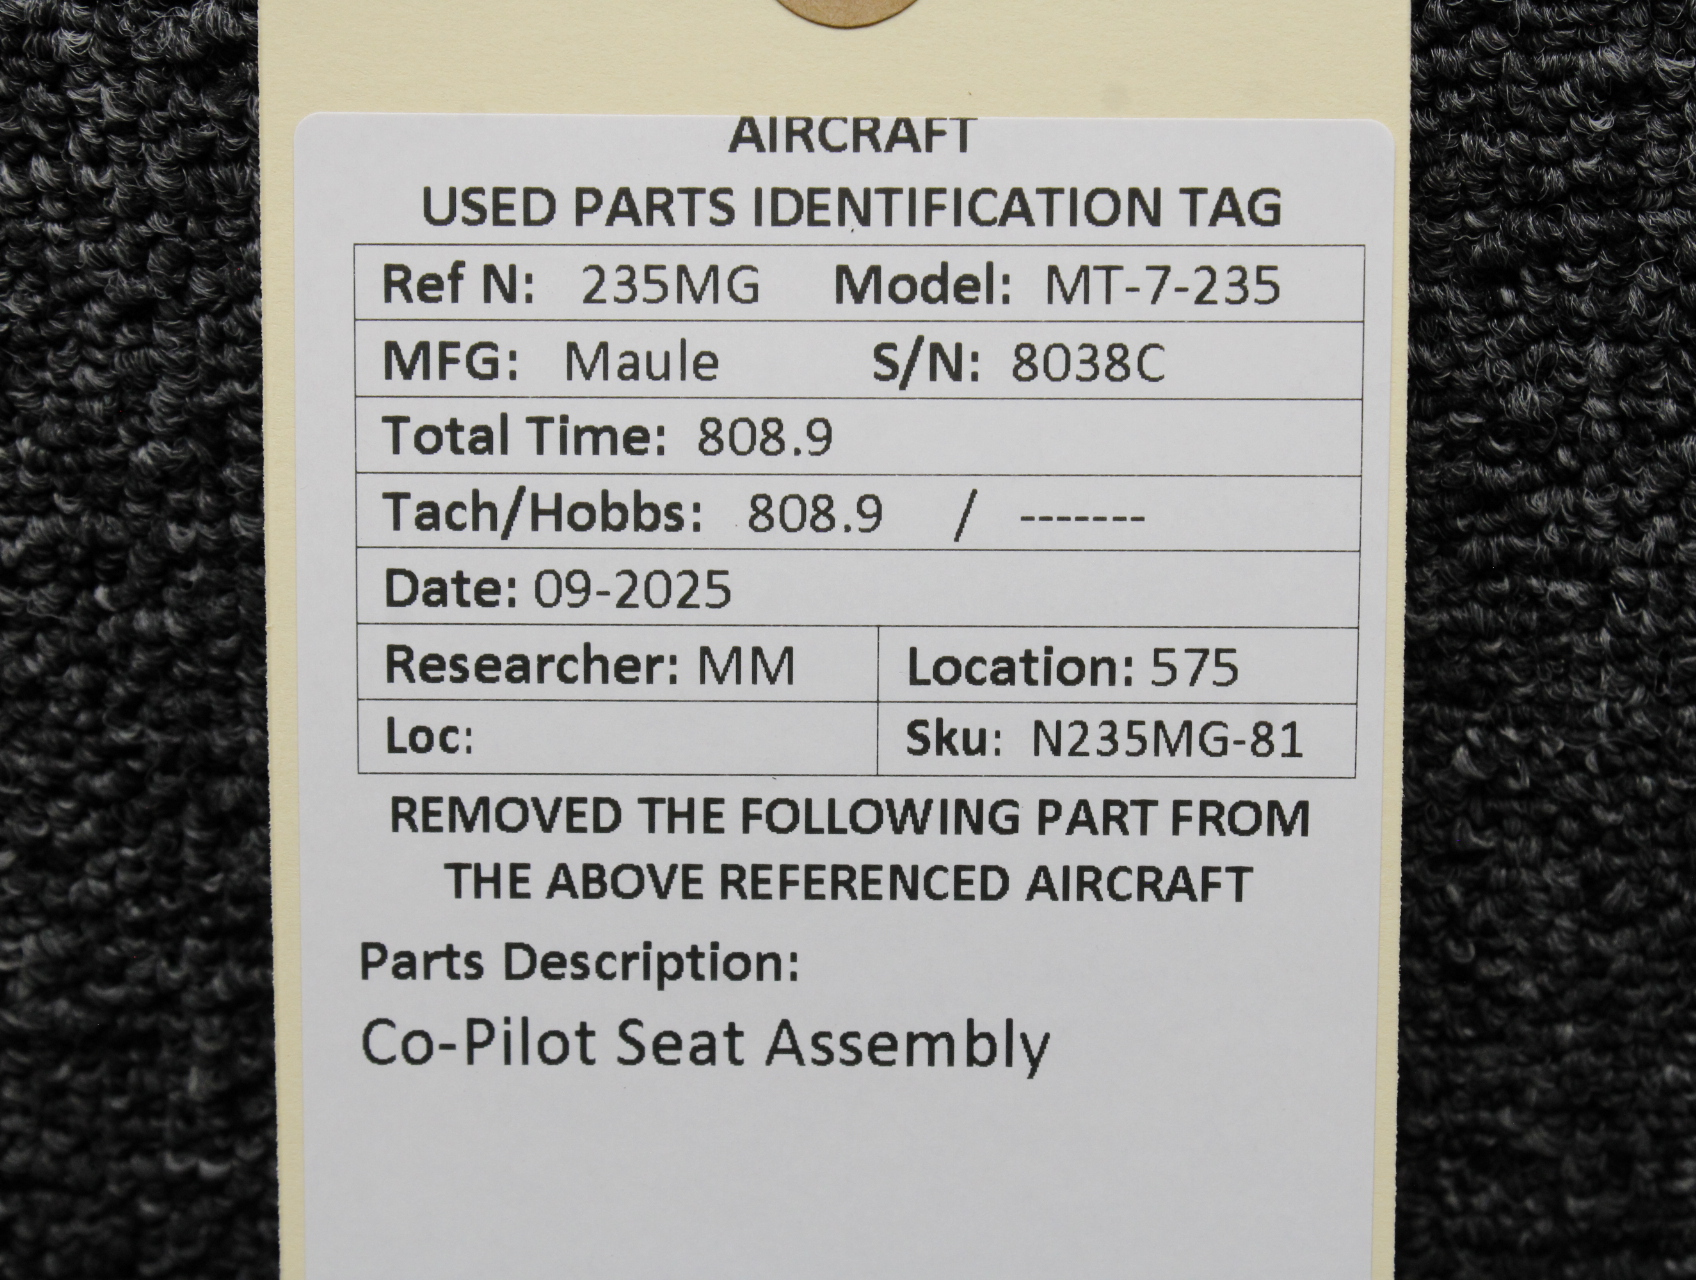 AIRCRAFT
USED PARTS IDENTIFICATION TAG
Ref N: 235MG Model: MT-7-235
MFG: Maule S/N: 8038C
Total Time: 808.9
Tach/Hobbs: 808.9 / -------
Date: 09-2025
Researcher: MM Location: 575
Loc: Sku: N235MG-81
REMOVED THE FOLLOWING PART FROM
THE ABOVE REFERENCED AIRCRAFT
Parts Description:
Co-Pilot Seat Assembly